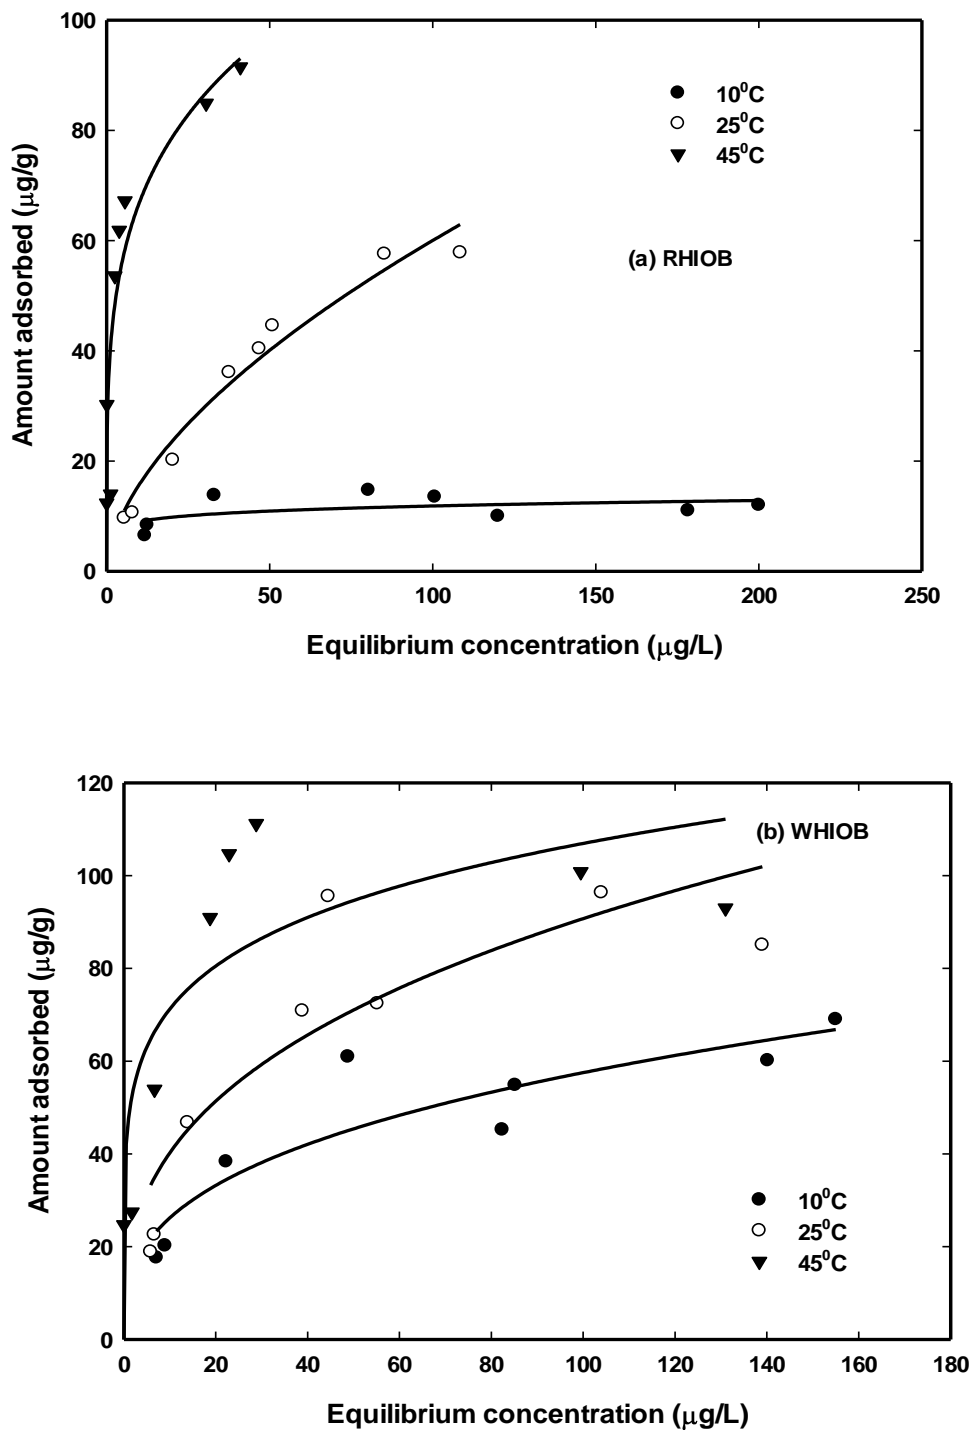 100
80
60
40
20
0
Amount adsorbed (μg/g)
10⁰C
25⁰C
45⁰C
(a) RHIOB
0 50 100 150 200 250
Equilibrium concentration (μg/L)
120
100
80
60
40
20
0
Amount adsorbed (μg/g)
(b) WHIOB
10⁰C
25⁰C
45⁰C
0 20 40 60 80 100 120 140 160 180
Equilibrium concentration (μg/L)